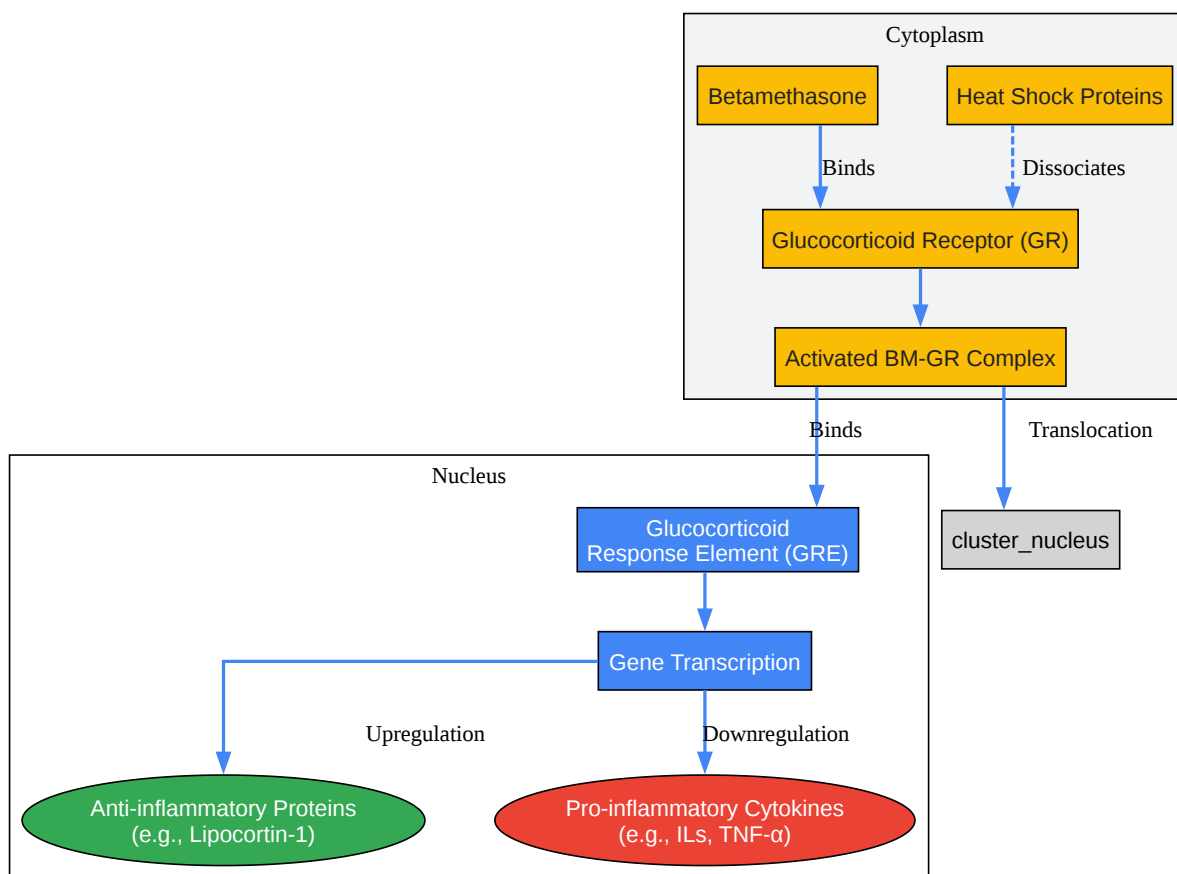 Cytoplasm
Betamethasone
Heat Shock Proteins
Binds
Dissociates
Glucocorticoid Receptor (GR)
Activated BM-GR Complex
Binds
Translocation
Nucleus
Glucocorticoid
Response Element (GRE)
cluster_nucleus
Gene Transcription
Upregulation
Downregulation
Anti-inflammatory Proteins
(e.g., Lipocortin-1)
Pro-inflammatory Cytokines
(e.g., ILs, TNF-α)